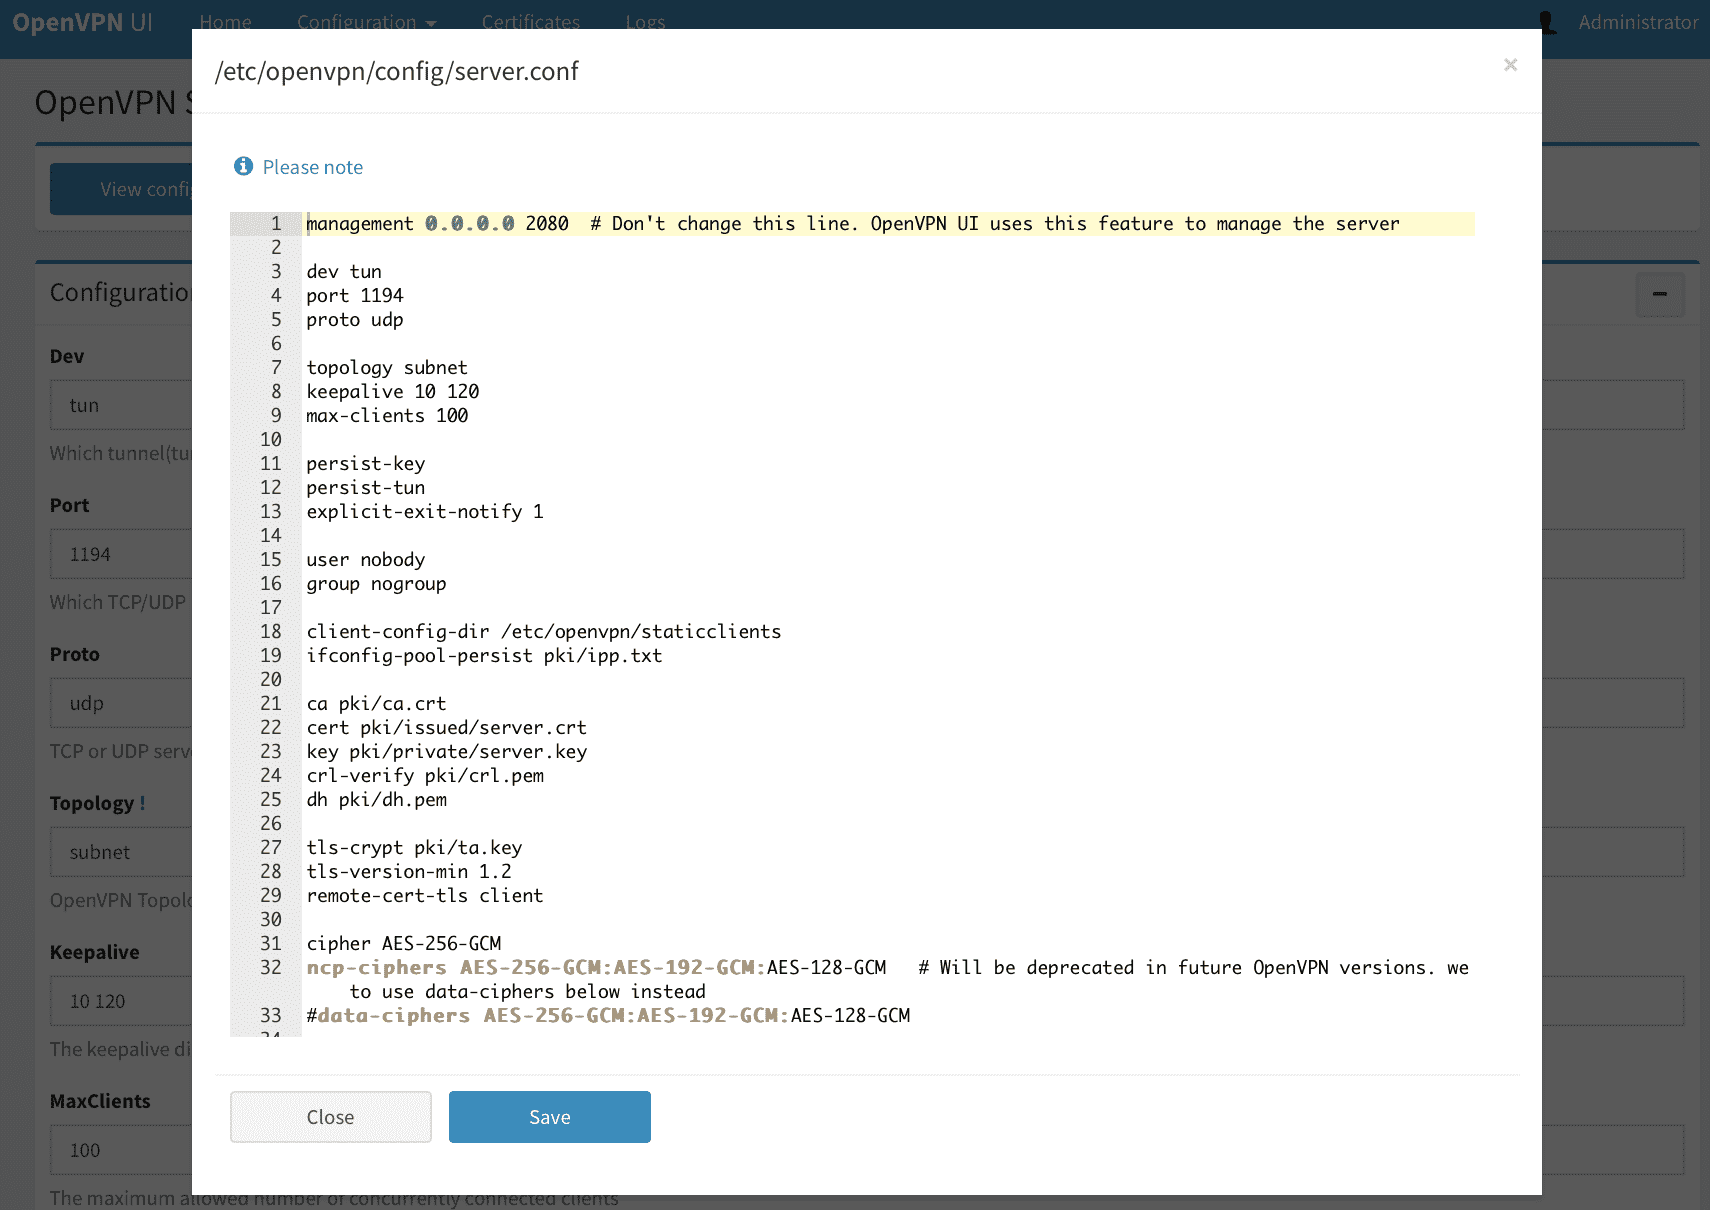 OpenVPN UI Home Configuration Certificates Logs Administrator
/etc/openvpn/config/server.conf ×
OpenVPN
View config
Please note
1 management 0.0.0.0 2080 # Don't change this line. OpenVPN UI uses this feature to manage the server
2
3 dev tun
4 port 1194
5 proto udp
6
7 topology subnet
8 keepalive 10 120
9 max-clients 100
10
11 persist-key
12 persist-tun
13 explicit-exit-notify 1
14
15 user nobody
16 group nogroup
17
18 client-config-dir /etc/openvpn/staticclients
19 ifconfig-pool-persist pki/ipp.txt
20
21 ca pki/ca.crt
22 cert pki/issued/server.crt
23 key pki/private/server.key
24 crl-verify pki/crl.pem
25 dh pki/dh.pem
26
27 tls-crypt pki/ta.key
28 tls-version-min 1.2
29 remote-cert-tls client
30
31 cipher AES-256-GCM
32 ncp-ciphers AES-256-GCM:AES-192-GCM:AES-128-GCM # Will be deprecated in future OpenVPN versions. we
to use data-ciphers below instead
33 #data-ciphers AES-256-GCM:AES-192-GCM:AES-128-GCM
Close
Save
Configuration
Dev
tun
Which tunnel(tu
Port
1194
Which TCP/UDP
Proto
udp
TCP or UDP serv
Topology !
subnet
OpenVPN Topolo
Keepalive
10 120
The keepalive di
MaxClients
100
The maximum allowed number of concurrently connected clients